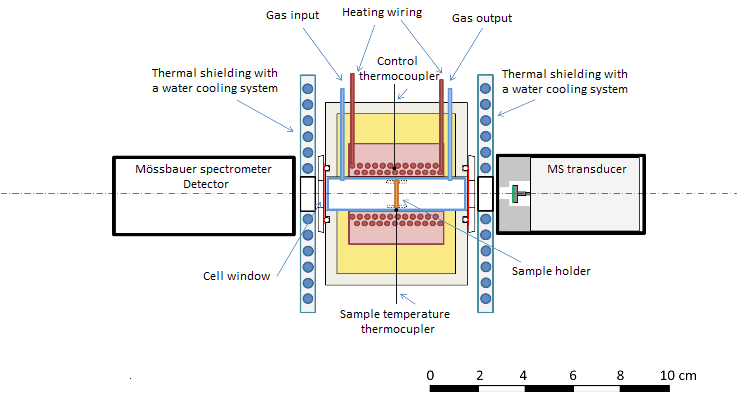 Gas input
Heating wiring
Gas output
Control
thermocoupler
Thermal shielding with
a water cooling system
Thermal shielding with
a water cooling system
Mössbauer spectrometer
Detector
MS transducer
Cell window
Sample holder
Sample temperature
thermocupler
0 2 4 6 8 10 cm